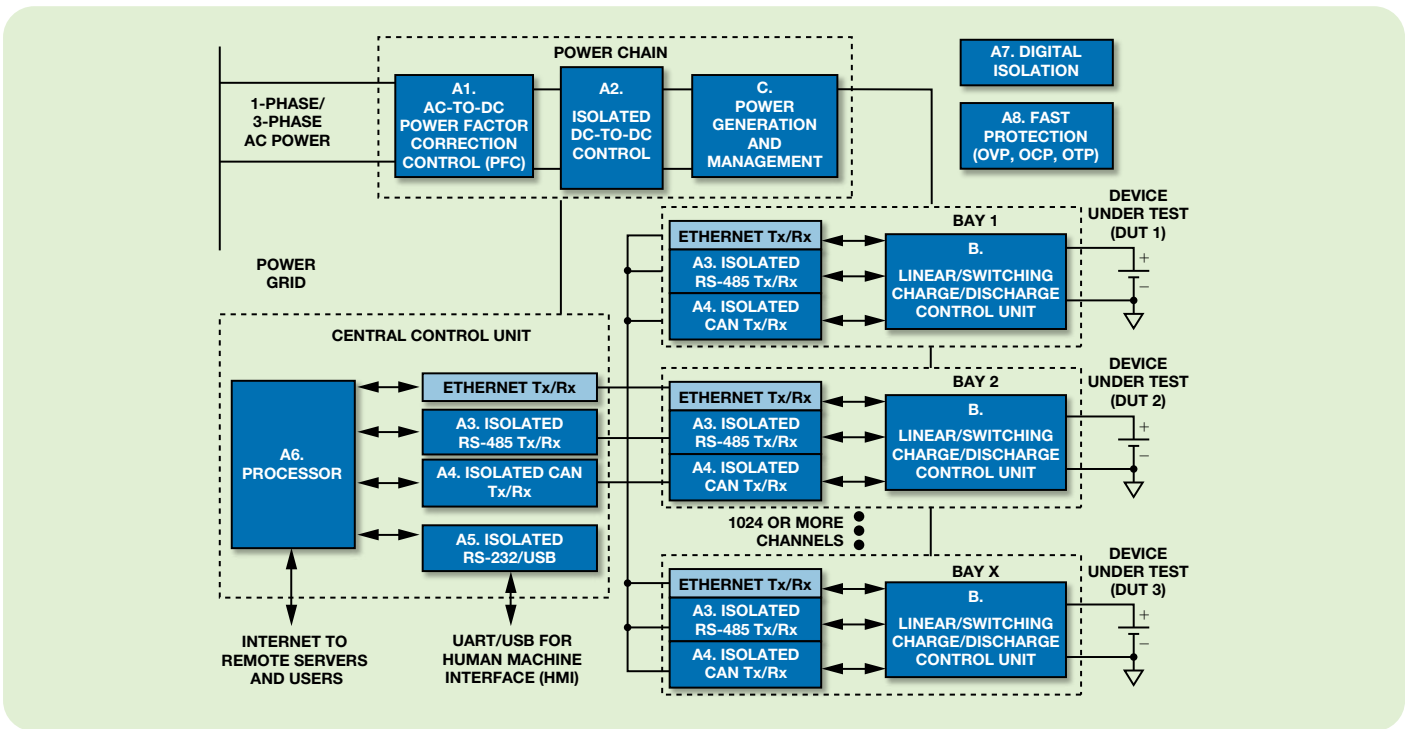 POWER CHAIN
A1.
AC-TO-DC
POWER FACTOR
CORRECTION
CONTROL (PFC)
A2.
ISOLATED
DC-TO-DC
CONTROL
C.
POWER
GENERATION
AND
MANAGEMENT
A7. DIGITAL
ISOLATION
A8. FAST
PROTECTION
(OVP, OCP, OTP)
1-PHASE/
3-PHASE
AC POWER
POWER
GRID
BAY 1
ETHERNET Tx/Rx
A3. ISOLATED
RS-485 Tx/Rx
A4. ISOLATED
CAN Tx/Rx
B.
LINEAR/SWITCHING
CHARGE/DISCHARGE
CONTROL UNIT
DEVICE
UNDER TEST
(DUT 1)
+
−
CENTRAL CONTROL UNIT
A6.
PROCESSOR
ETHERNET Tx/Rx
A3. ISOLATED
RS-485 Tx/Rx
A4. ISOLATED CAN
Tx/Rx
A5. ISOLATED
RS-232/USB
INTERNET TO
REMOTE SERVERS
AND USERS
UART/USB FOR
HUMAN MACHINE
INTERFACE (HMI)
BAY 2
ETHERNET Tx/Rx
A3. ISOLATED
RS-485 Tx/Rx
A4. ISOLATED
CAN Tx/Rx
B.
LINEAR/SWITCHING
CHARGE/DISCHARGE
CONTROL UNIT
DEVICE
UNDER TEST
(DUT 2)
+
−
1024 OR MORE
CHANNELS
BAY X
ETHERNET Tx/Rx
A3. ISOLATED
RS-485 Tx/Rx
A4. ISOLATED
CAN Tx/Rx
B.
LINEAR/SWITCHING
CHARGE/DISCHARGE
CONTROL UNIT
DEVICE
UNDER TEST
(DUT 3)
+
−